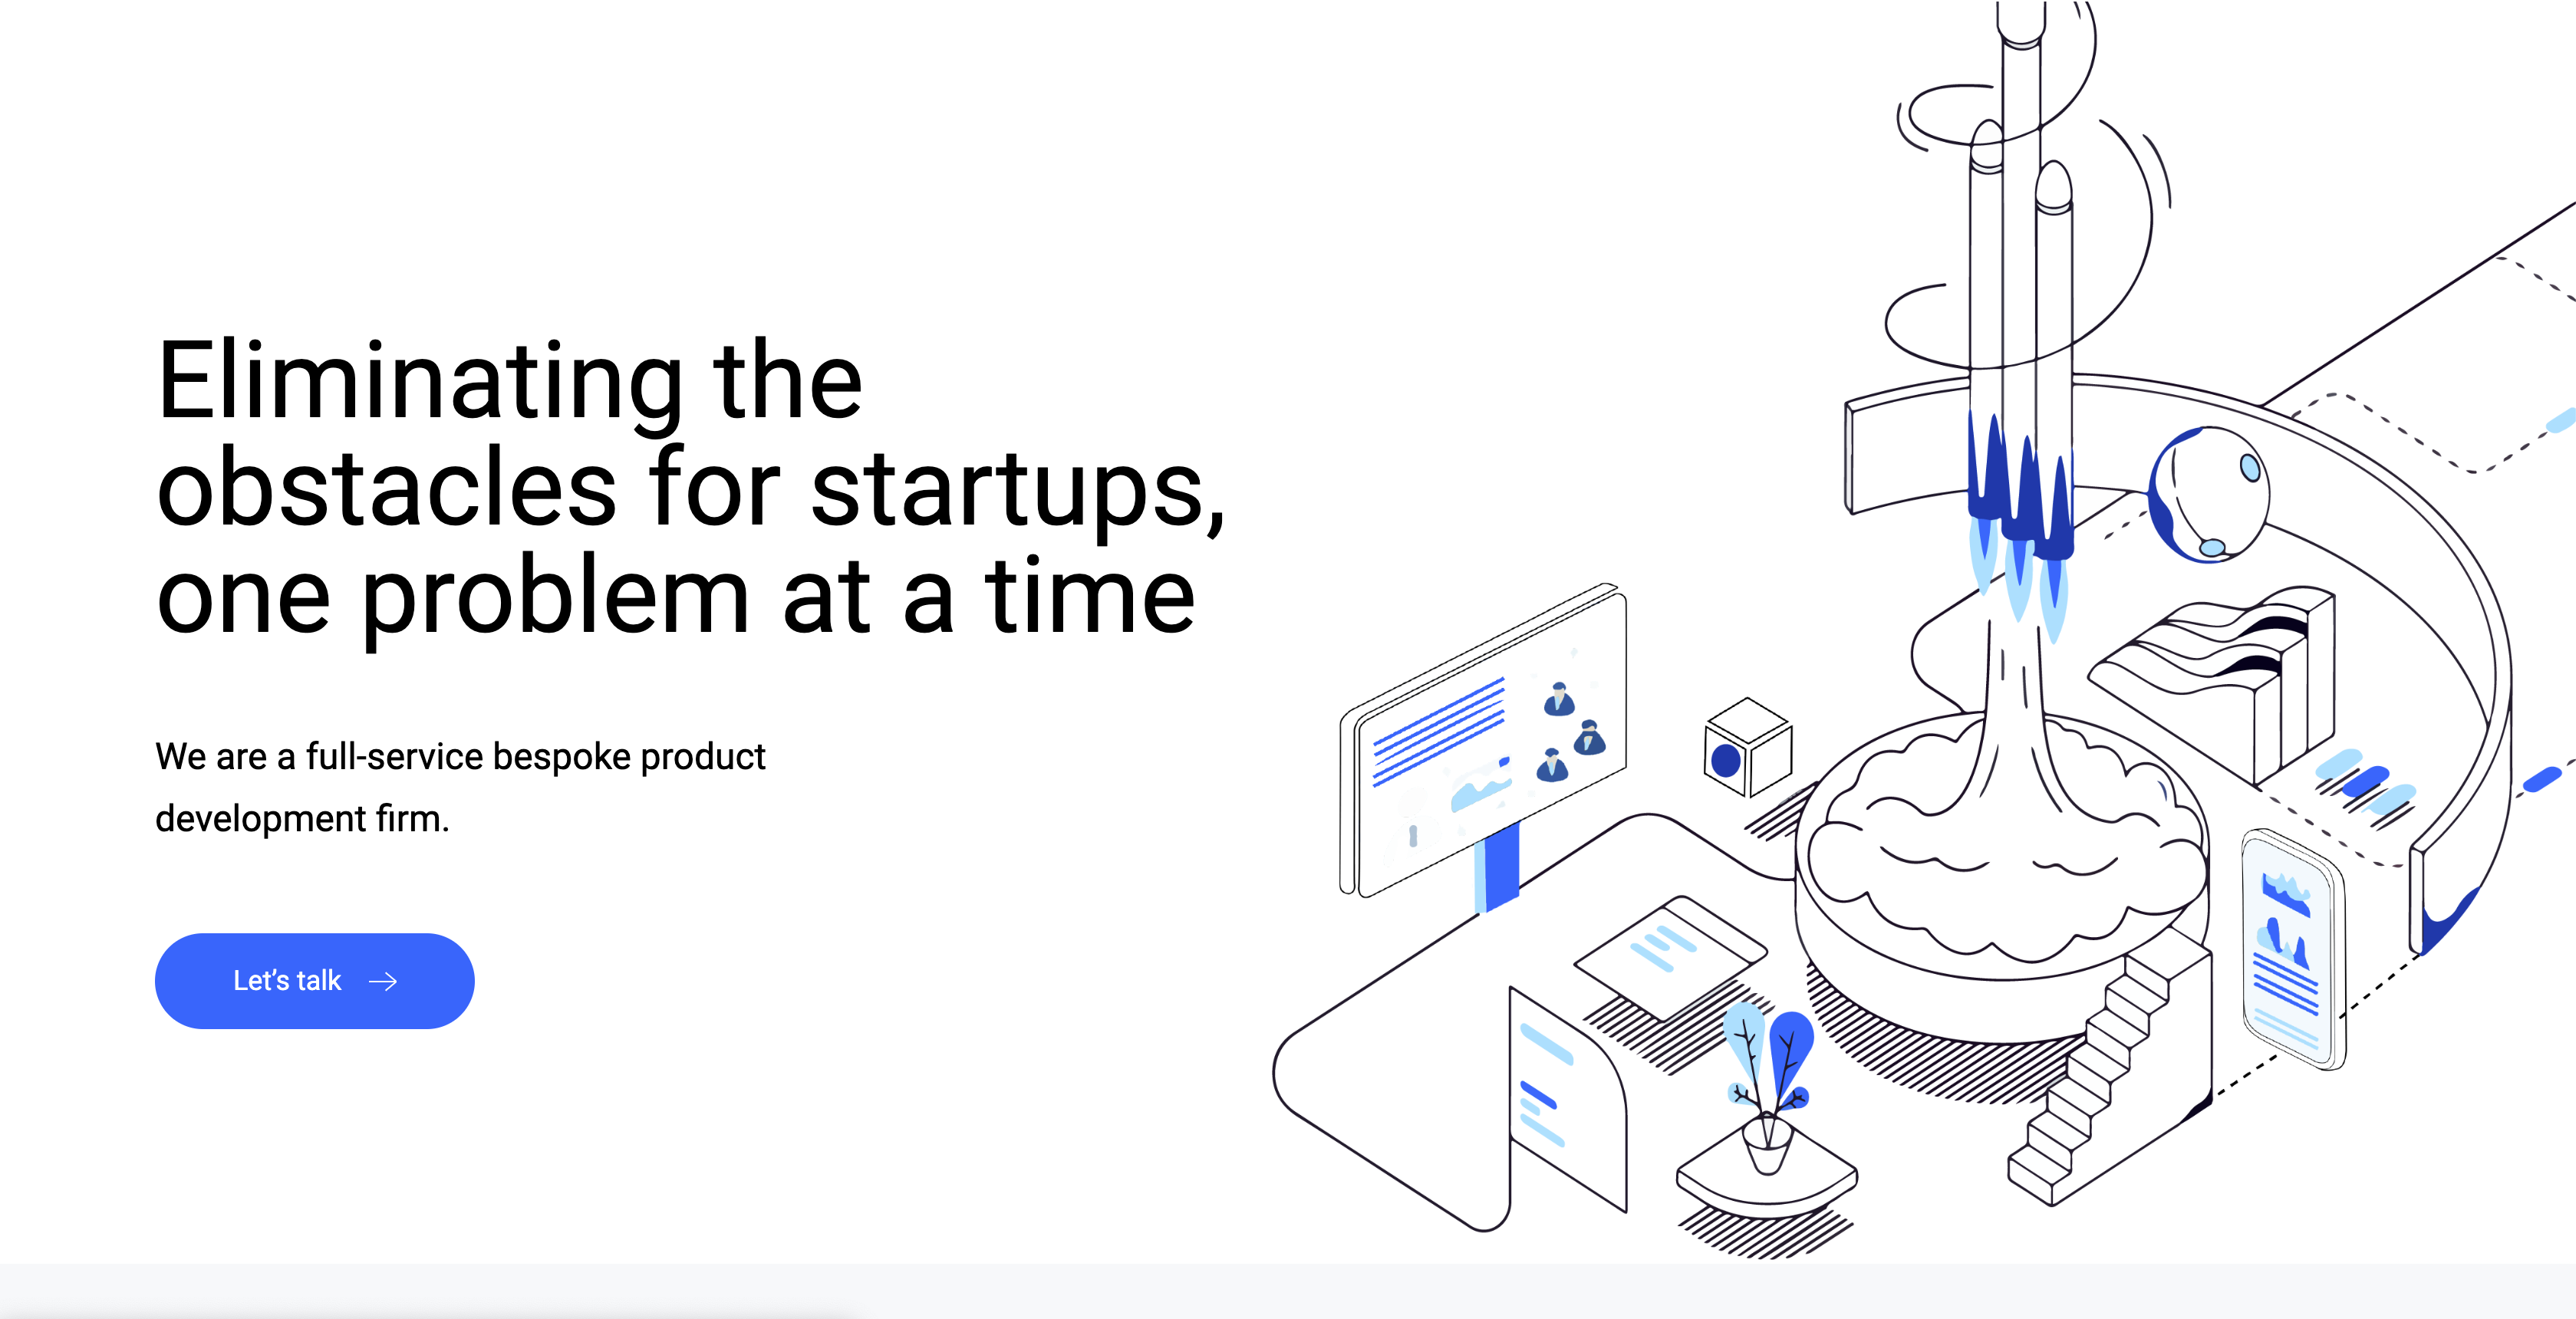 Eliminating the
obstacles for startups,
one problem at a time
We are a full-service bespoke product
development firm.
Let’s talk